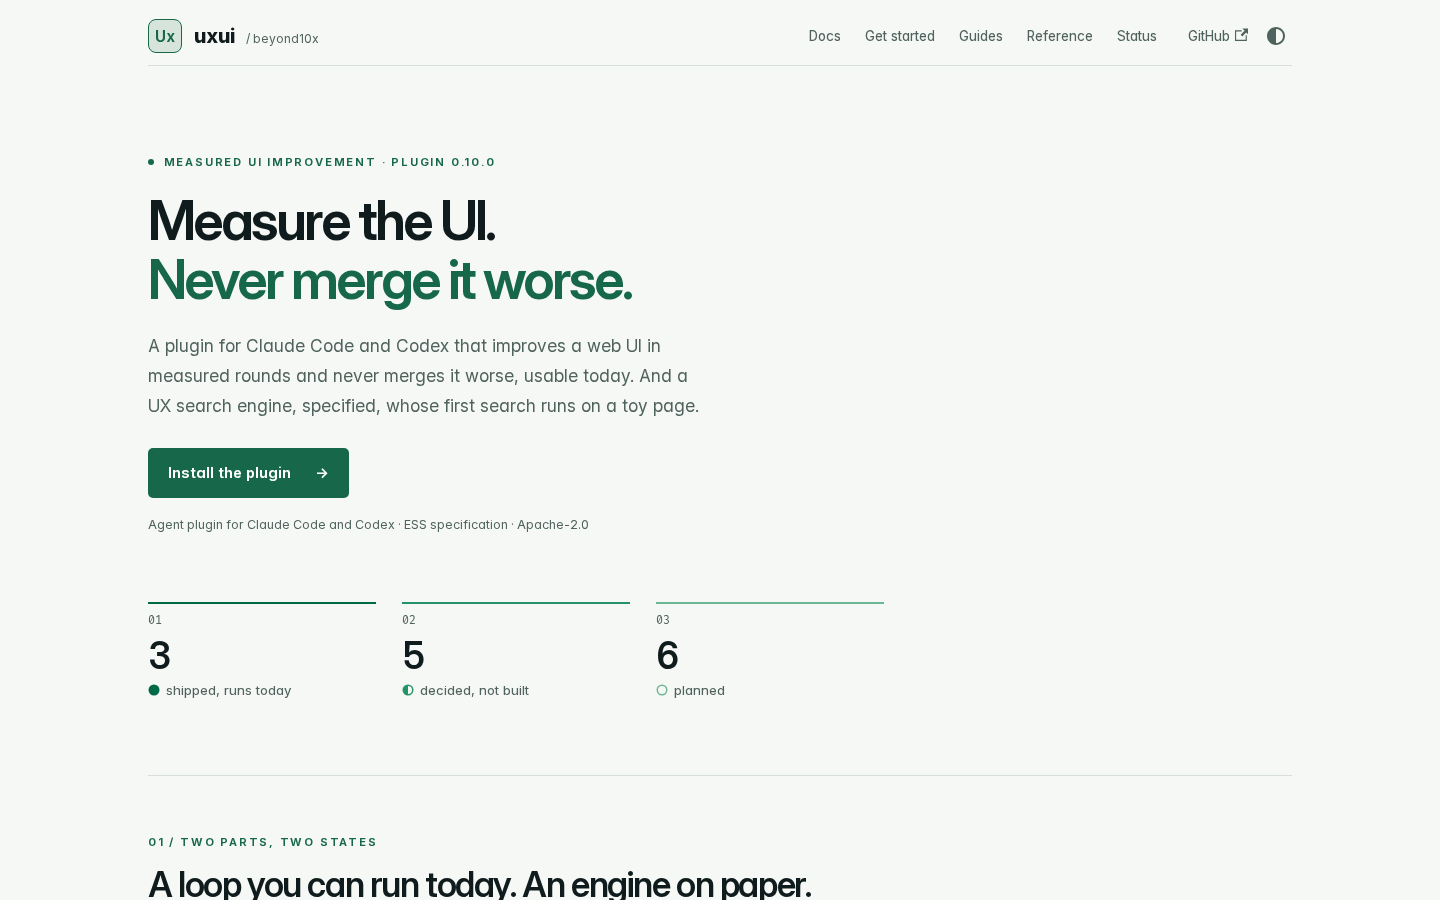 Ux uxui / beyond10x Docs Get started Guides Reference Status GitHub
MEASURED UI IMPROVEMENT · PLUGIN 0.10.0
Measure the UI.
Never merge it worse.
A plugin for Claude Code and Codex that improves a web UI in
measured rounds and never merges it worse, usable today. And a
UX search engine, specified, whose first search runs on a toy page.
Install the plugin →
Agent plugin for Claude Code and Codex · ESS specification · Apache-2.0
01 02 03
3 5 6
shipped, runs today decided, not built planned
01 / TWO PARTS, TWO STATES
A loop you can run today. An engine on paper.